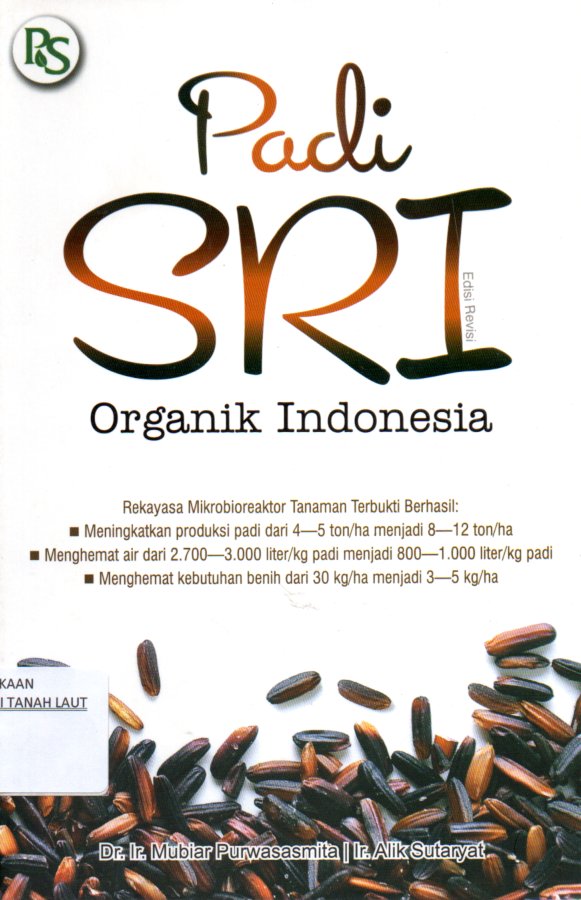 PS
Padi
SRI
Edisi Revisi
Organik Indonesia
Rekayasa Mikrobioreaktor Tanaman Terbukti Berhasil:
■ Meningkatkan produksi padi dari 4—5 ton/ha menjadi 8—12 ton/ha
■ Menghemat air dari 2.700—3.000 liter/kg padi menjadi 800—1.000 liter/kg padi
■ Menghemat kebutuhan benih dari 30 kg/ha menjadi 3—5 kg/ha
KAAN
I TANAH LAUT
Dr. Ir. Mubiar Purwasasmita | Ir. Alik Sutaryat